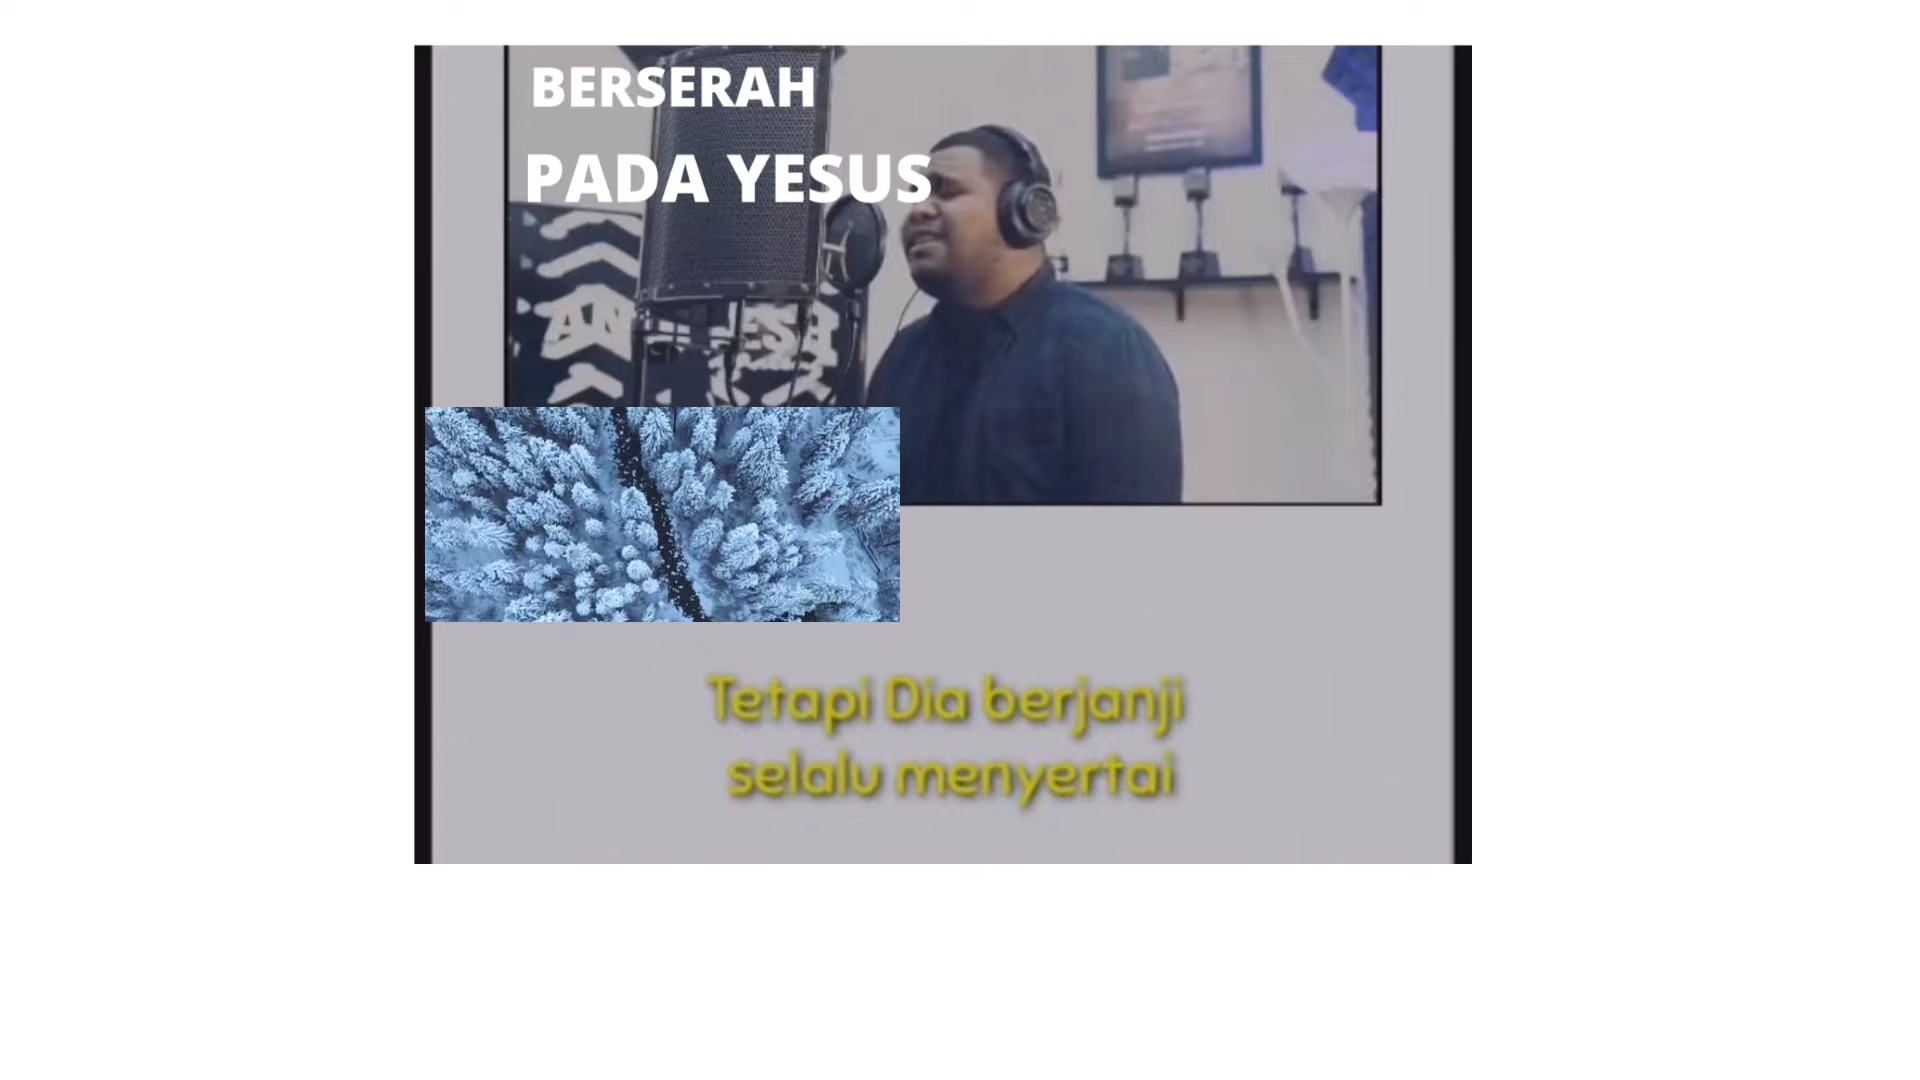 BERSERAH
PADA YESUS
Tetapi Dia berjanji
selalu menyertai